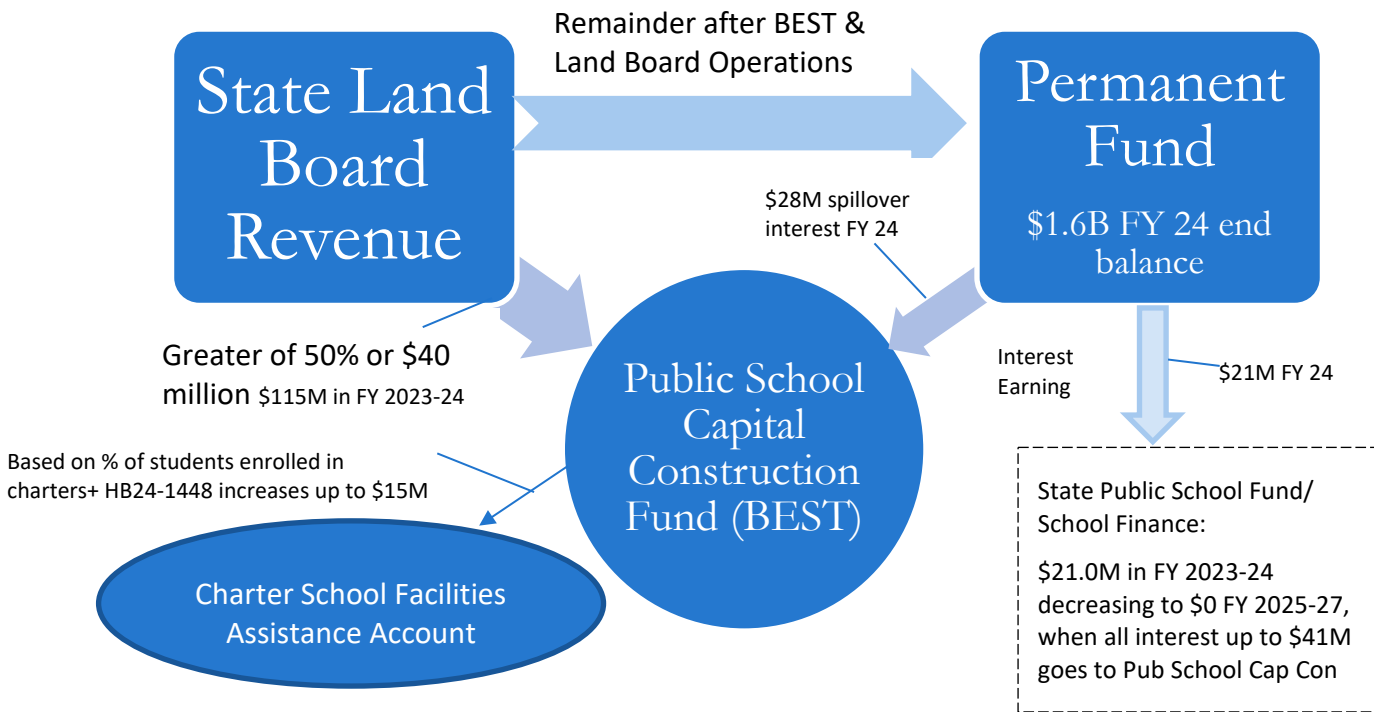 Remainder after BEST &
Land Board Operations
State Land
Board
Revenue
Permanent
Fund
$1.6B FY 24 end
balance
$28M spillover
interest FY 24
Greater of 50% or $40
million $115M in FY 2023-24
Public School
Capital
Construction
Fund (BEST)
Interest
Earning
$21M FY 24
Based on % of students enrolled in
charters+ HB24-1448 increases up to $15M
Charter School Facilities
Assistance Account
State Public School Fund/
School Finance:
$21.0M in FY 2023-24
decreasing to $0 FY 2025-27,
when all interest up to $41M
goes to Pub School Cap Con